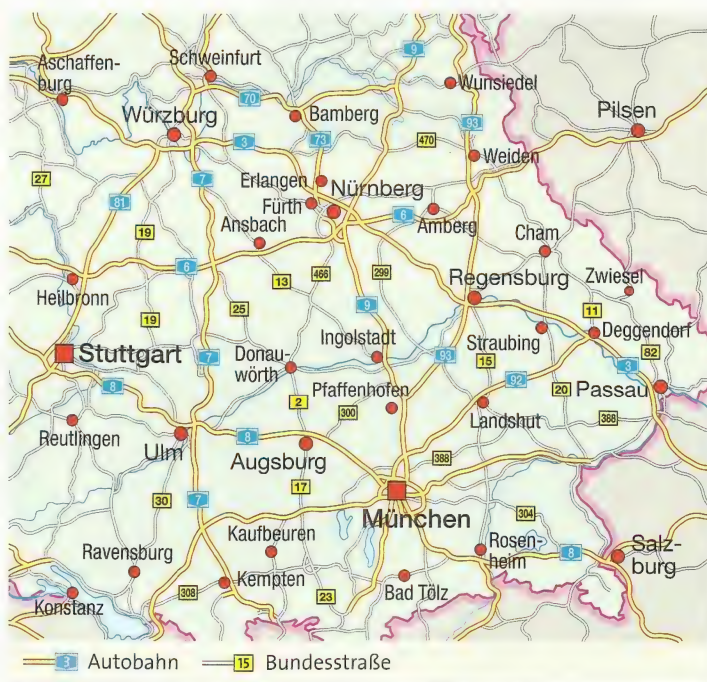 9
Schweinfurt
Aschaffen-
burg
Wunsiedel
70
Bamberg
Pilsen
Würzburg
93
3
73
470
Weiden
27
7
Erlangen
Nürnberg
81
Fürth
6
Amberg
19
Ansbach
Cham
6
13
466
299
Regensburg
Zwiesel
Heilbronn
25
9
11
19
Ingolstadt
Straubing
Deggendorf
Stuttgart
7
Donau-
wörth
93
15
82
3
8
Pfaffenhofen
92
20
Passau
2
300
Landshut
388
Reutlingen
Ulm
8
Augsburg
388
17
30
7
München
304
Kaufbeuren
Rosen-
heim
Salz-
burg
Ravensburg
8
Kempten
Bad Tölz
308
23
Konstanz
3 Autobahn 15 Bundesstraße